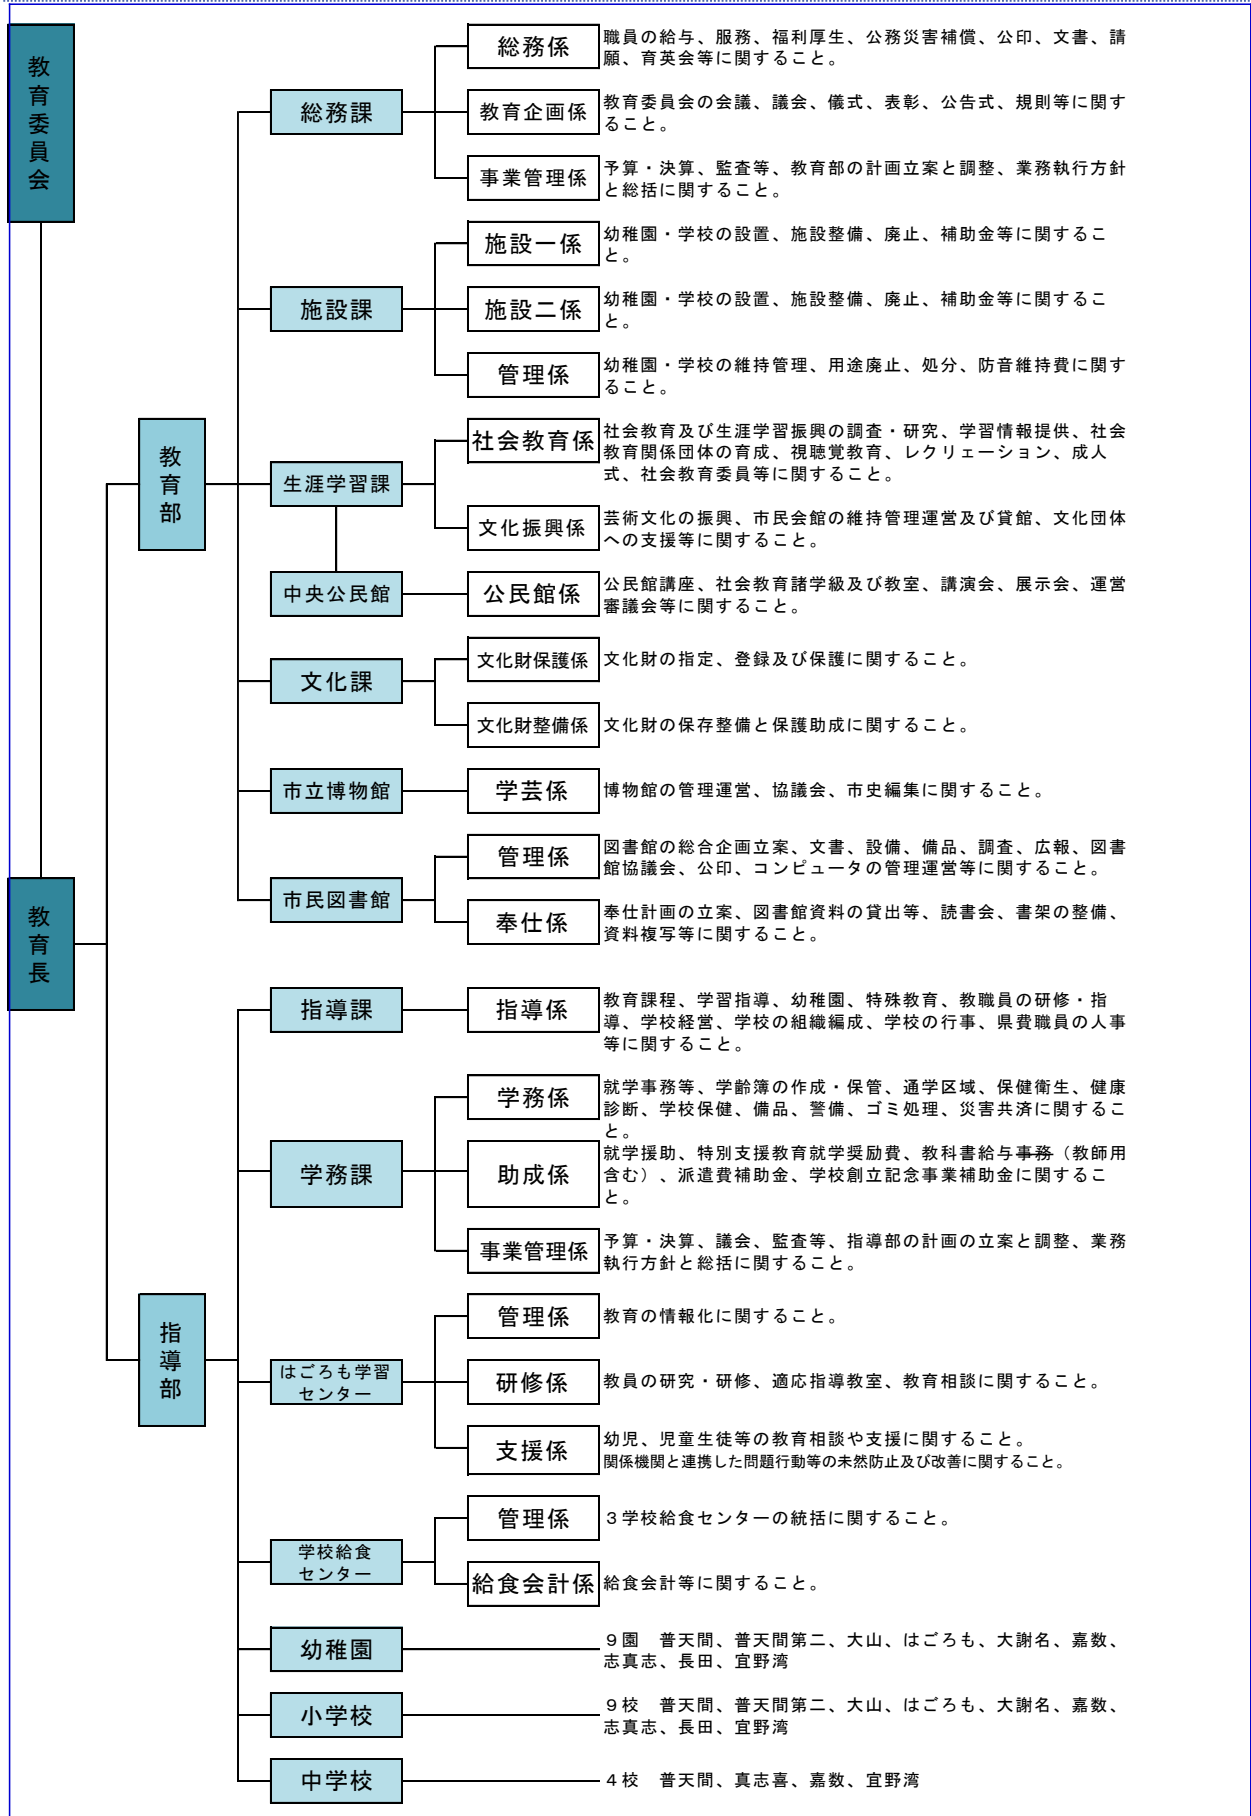 教育委員会
総務課
総務係
職員の給与、服務、福利厚生、公務災害補償、公印、文書、請
願、育英会等に関すること。
教育企画係
教育委員会の会議、議会、儀式、表彰、公告式、規則等に関す
ること。
事業管理係
予算・決算、監査等、教育部の計画立案と調整、業務執行方針
と総括に関すること。
施設課
施設一係
幼稚園・学校の設置、施設整備、廃止、補助金等に関するこ
と。
施設二係
幼稚園・学校の設置、施設整備、廃止、補助金等に関するこ
と。
管理係
幼稚園・学校の維持管理、用途廃止、処分、防音維持費に関す
ること。
教育部
生涯学習課
社会教育係
社会教育及び生涯学習振興の調査・研究、学習情報提供、社会
教育関係団体の育成、視聴覚教育、レクリェーション、成人
式、社会教育委員等に関すること。
文化振興係
芸術文化の振興、市民会館の維持管理運営及び貸館、文化団体
への支援等に関すること。
中央公民館
公民館係
公民館講座、社会教育諸学級及び教室、講演会、展示会、運営
審議会等に関すること。
文化課
文化財保護係
文化財の指定、登録及び保護に関すること。
文化財整備係
文化財の保存整備と保護助成に関すること。
市立博物館
学芸係
博物館の管理運営、協議会、市史編集に関すること。
市民図書館
管理係
図書館の総合企画立案、文書、設備、備品、調査、広報、図書
館協議会、公印、コンピュータの管理運営等に関すること。
奉仕係
奉仕計画の立案、図書館資料の貸出等、読書会、書架の整備、
資料複写等に関すること。
教育長
指導課
指導係
教育課程、学習指導、幼稚園、特殊教育、教職員の研修・指
導、学校経営、学校の組織編成、学校の行事、県費職員の人事
等に関すること。
学務課
学務係
就学事務等、学齢簿の作成・保管、通学区域、保健衛生、健康
診断、学校保健、備品、警備、ゴミ処理、災害共済に関するこ
と。
助成係
就学援助、特別支援教育就学奨励費、教科書給与事務（教師用
含む）、派遣費補助金、学校創立記念事業補助金に関するこ
と。
事業管理係
予算・決算、議会、監査等、指導部の計画の立案と調整、業務
執行方針と総括に関すること。
指導部
はごろも学習
センター
管理係
教育の情報化に関すること。
研修係
教員の研究・研修、適応指導教室、教育相談に関すること。
支援係
幼児、児童生徒等の教育相談や支援に関すること。
関係機関と連携した問題行動等の未然防止及び改善に関すること。
学校給食
センター
管理係
３学校給食センターの統括に関すること。
給食会計係
給食会計等に関すること。
幼稚園
９園　普天間、普天間第二、大山、はごろも、大謝名、嘉数、
志真志、長田、宜野湾
小学校
９校　普天間、普天間第二、大山、はごろも、大謝名、嘉数、
志真志、長田、宜野湾
中学校
４校　普天間、真志喜、嘉数、宜野湾